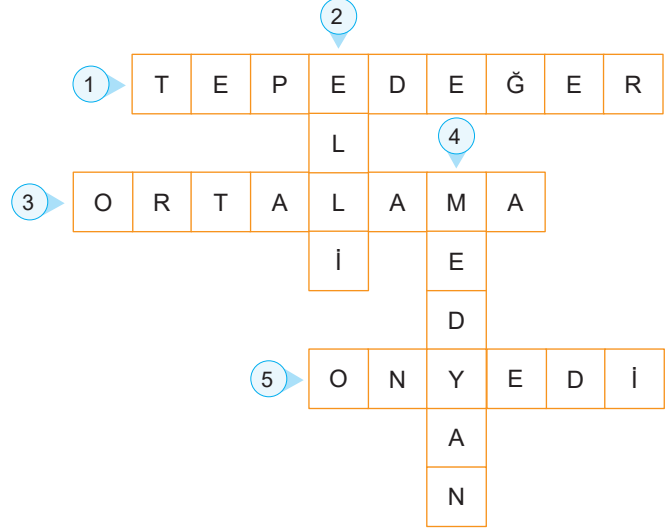 2
1 T E P E D E Ğ E R
L 4
3 O R T A L A M A
İ E
D
5 O N Y E D İ
A
N